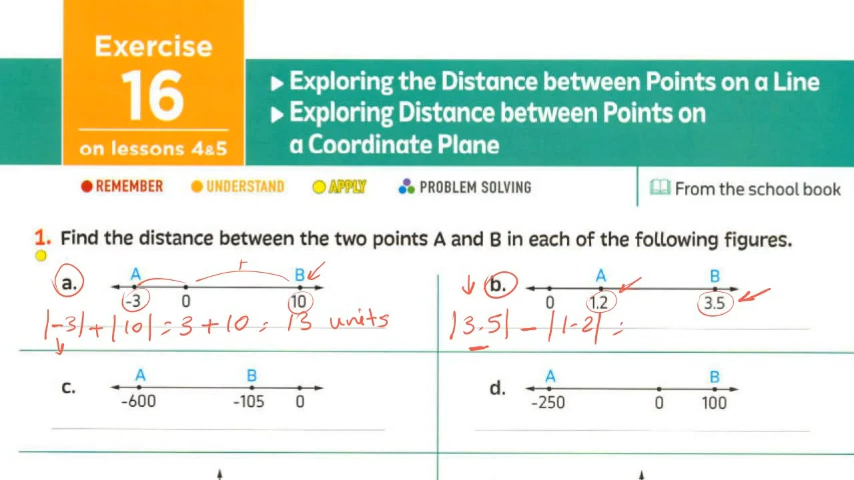 Exercise
16
on lessons 4&5
▸ Exploring the Distance between Points on a Line
▸ Exploring Distance between Points on
a Coordinate Plane
REMEMBER UNDERSTAND APPLY PROBLEM SOLVING From the school book
1. Find the distance between the two points A and B in each of the following figures.
a. A B
-3 0 10
|-3| + |10| = 3 + 10 = 13 units
b. A B
0 1.2 3.5
|3.5| - |1.2| =
c. A B
-600 -105 0
d. A B
-250 0 100